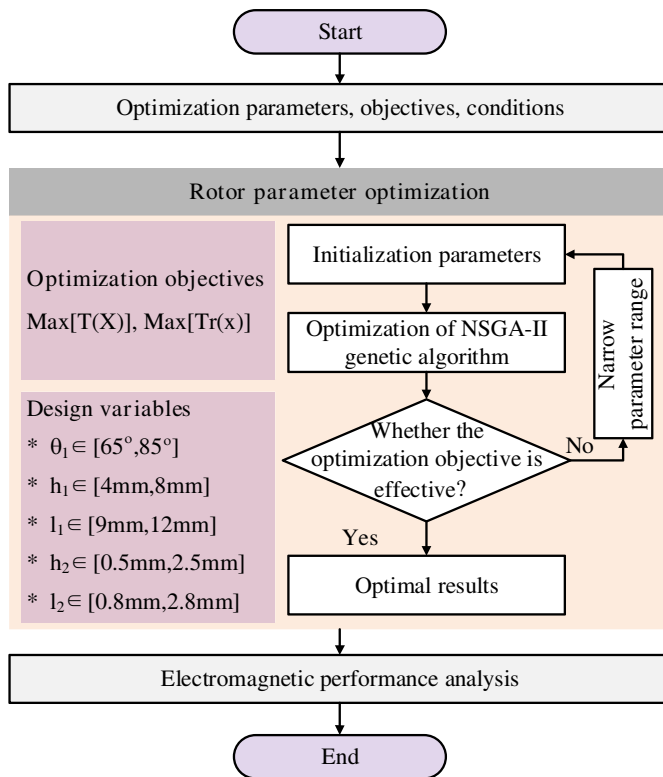 Start
Optimization parameters, objectives, conditions
Rotor parameter optimization
Optimization objectives
Max[T(X)], Max[Tr(x)]
Design variables
* θ₁∈[65°,85°]
* h₁∈[4mm,8mm]
* l₁∈[9mm,12mm]
* h₂∈[0.5mm,2.5mm]
* l₂∈[0.8mm,2.8mm]
Initialization parameters
Optimization of NSGA-II
genetic algorithm
Whether the
optimization objective is
effective?
No
Narrow
parameter range
Yes
Optimal results
Electromagnetic performance analysis
End